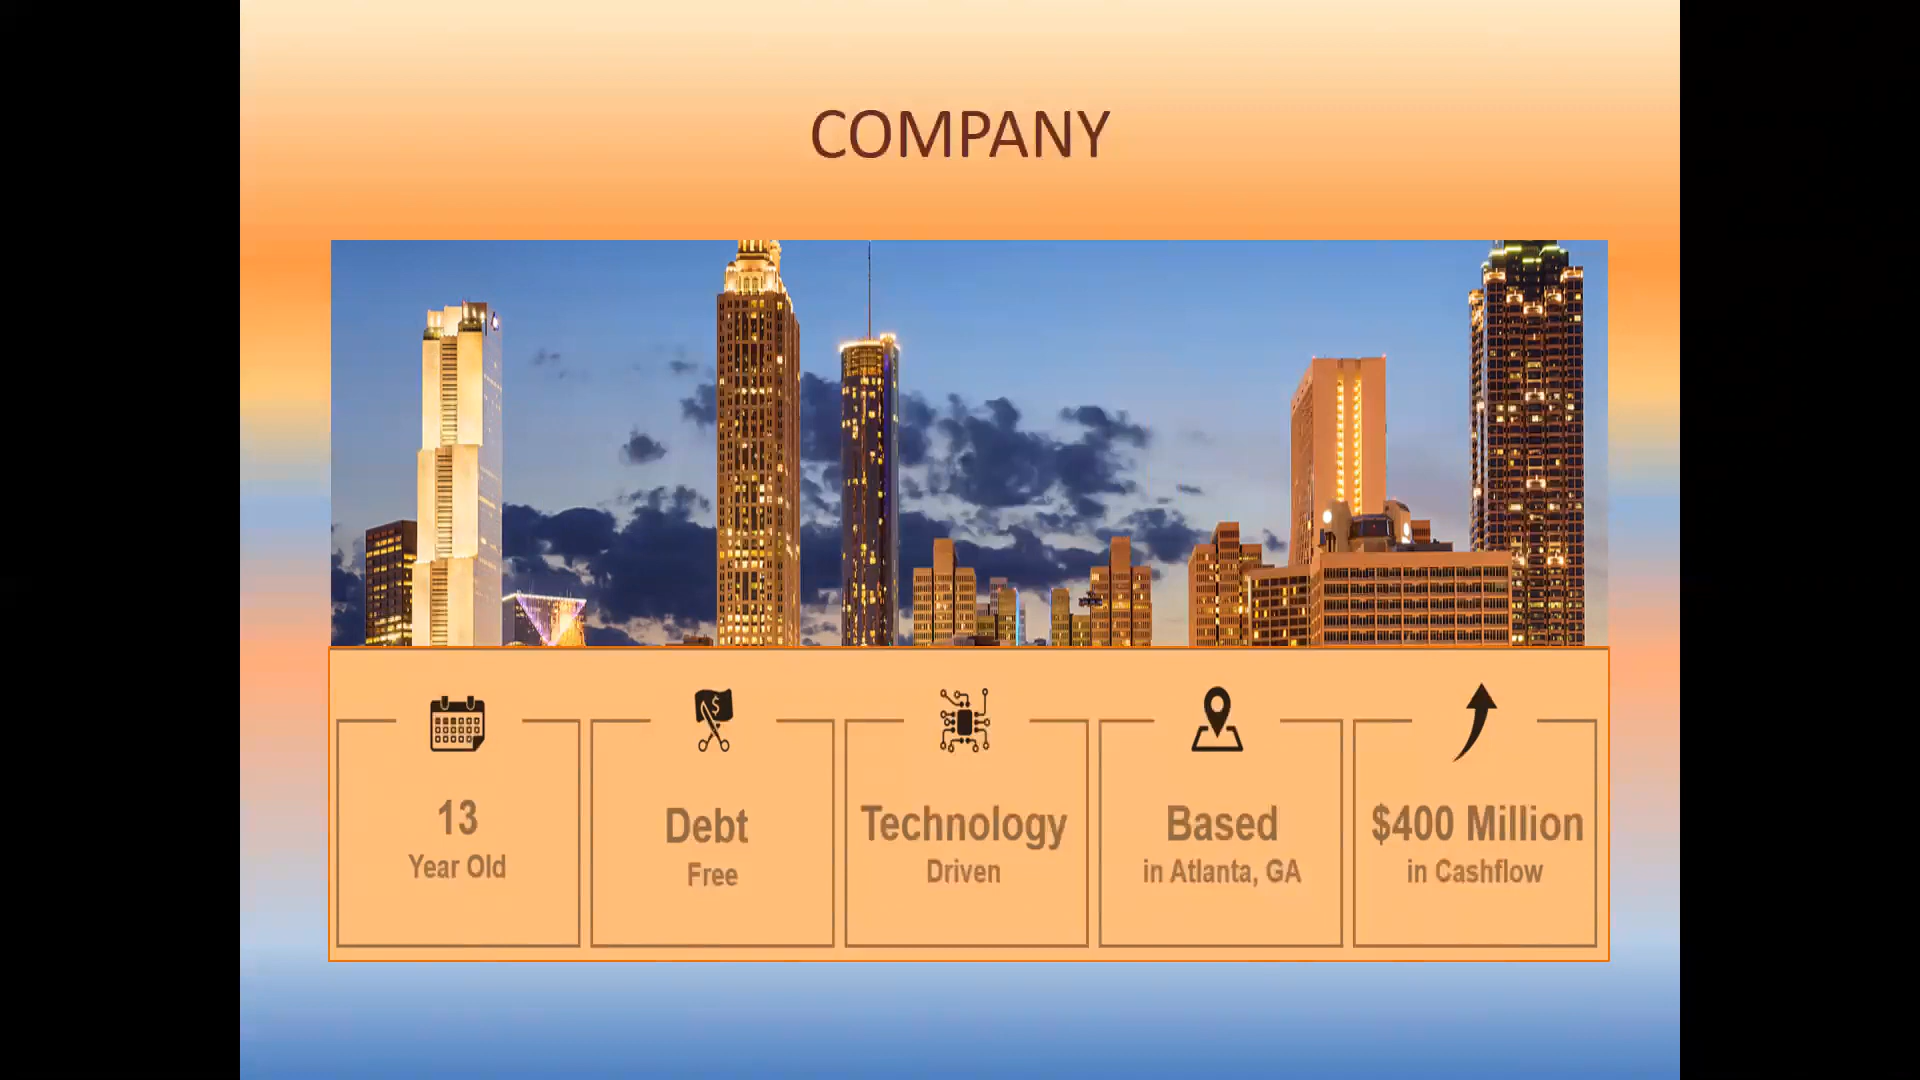 COMPANY
13
Year Old
Debt
Free
Technology
Driven
Based
in Atlanta, GA
$400 Million
in Cashflow